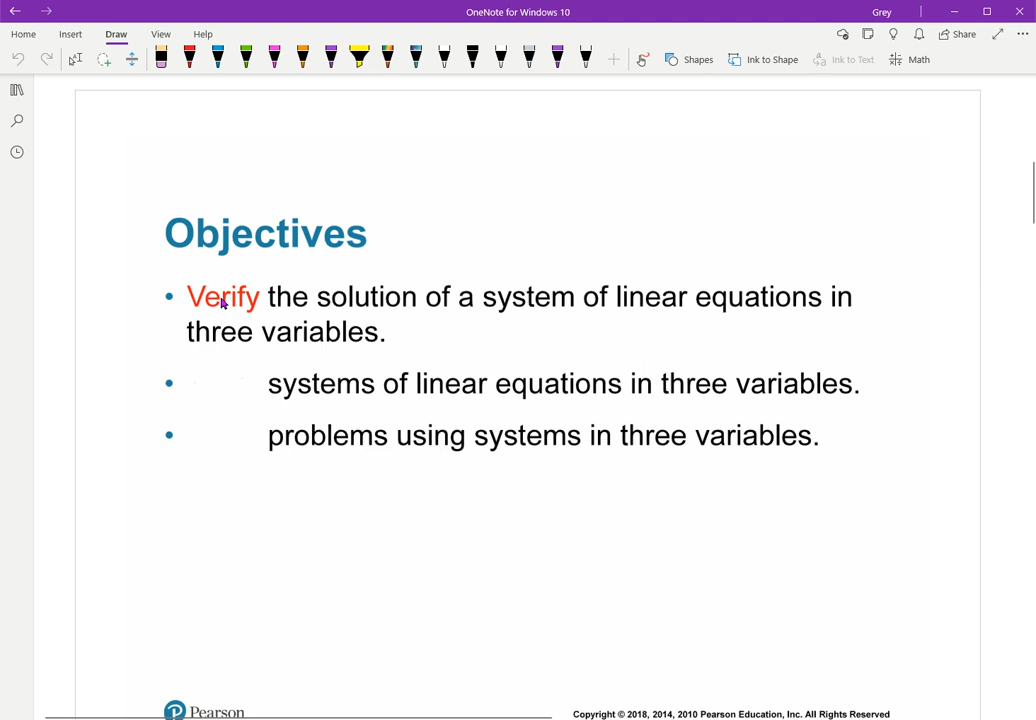 OneNote for Windows 10
Grey
Home Insert Draw View Help
Share
Shapes Ink to Shape Ink to Text Math
Objectives
• Verify the solution of a system of linear equations in
three variables.
• systems of linear equations in three variables.
• problems using systems in three variables.
Pearson
Copyright © 2018, 2014, 2010 Pearson Education, Inc. All Rights Reserved